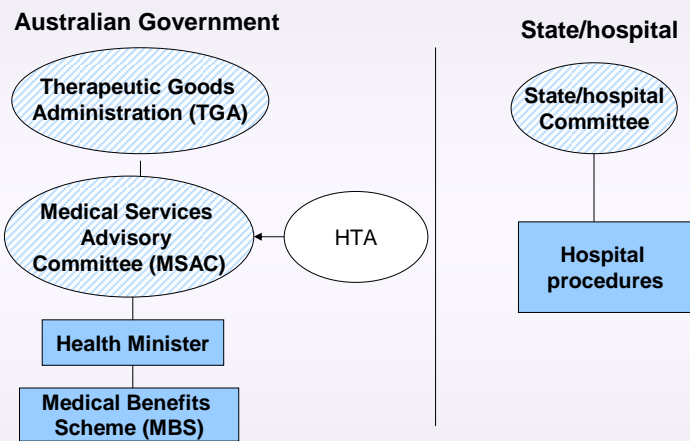 Australian Government
Therapeutic Goods
Administration (TGA)
Medical Services
Advisory
Committee (MSAC)
HTA
Health Minister
Medical Benefits
Scheme (MBS)
State/hospital
State/hospital
Committee
Hospital
procedures